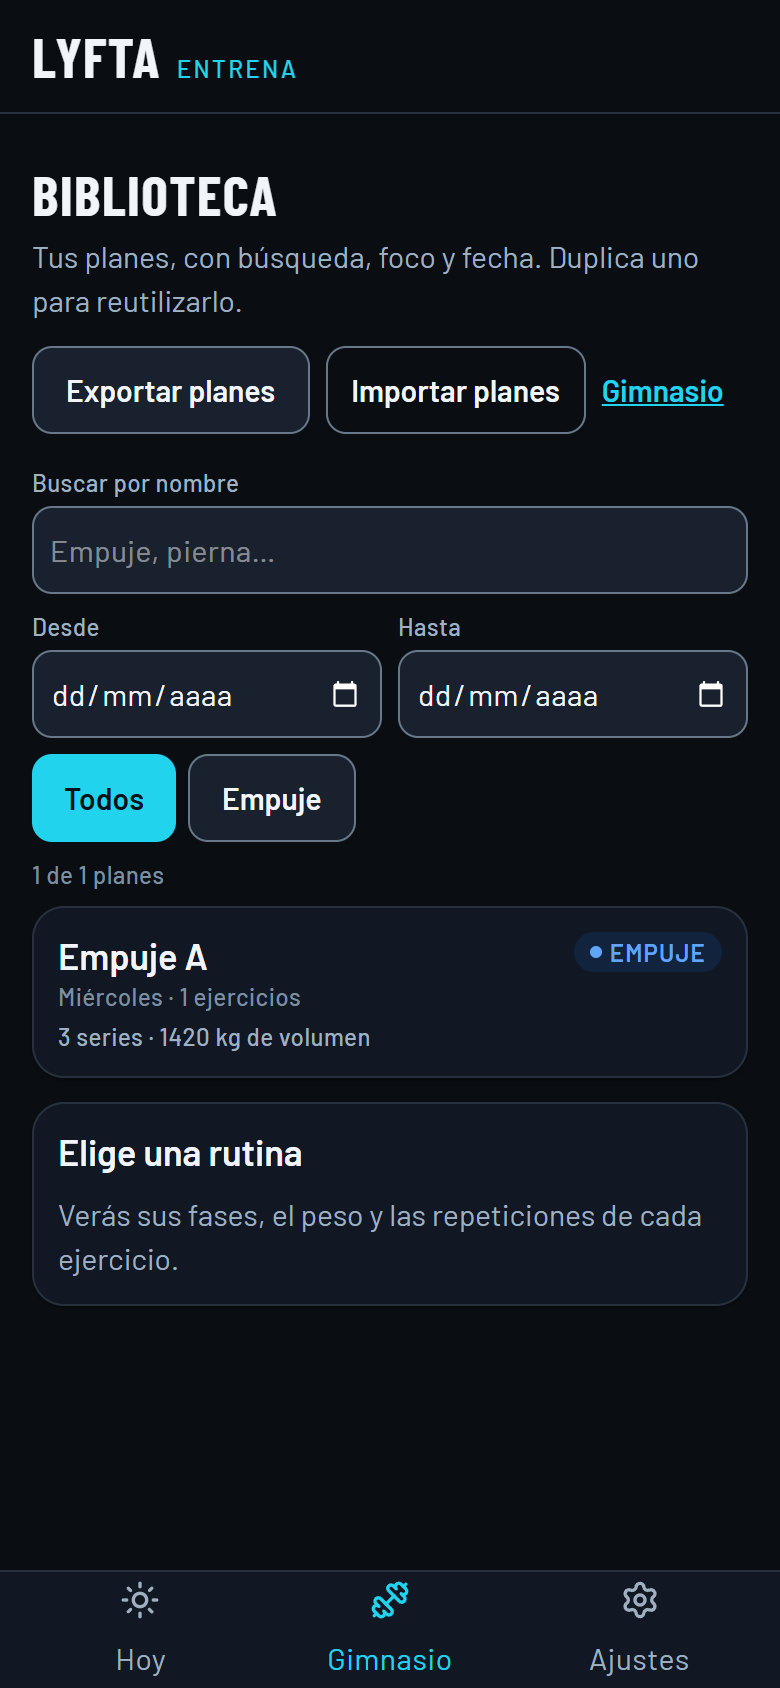 LYFTA ENTRENA
BIBLIOTECA
Tus planes, con búsqueda, foco y fecha. Duplica uno
para reutilizarlo.
Exportar planes
Importar planes
Gimnasio
Buscar por nombre
Empuje, pierna...
Desde
Hasta
dd/mm/aaaa
dd/mm/aaaa
Todos
Empuje
1 de 1 planes
Empuje A
EMPUJE
Miércoles · 1 ejercicios
3 series · 1420 kg de volumen
Elige una rutina
Verás sus fases, el peso y las repeticiones de cada
ejercicio.
Hoy
Gimnasio
Ajustes